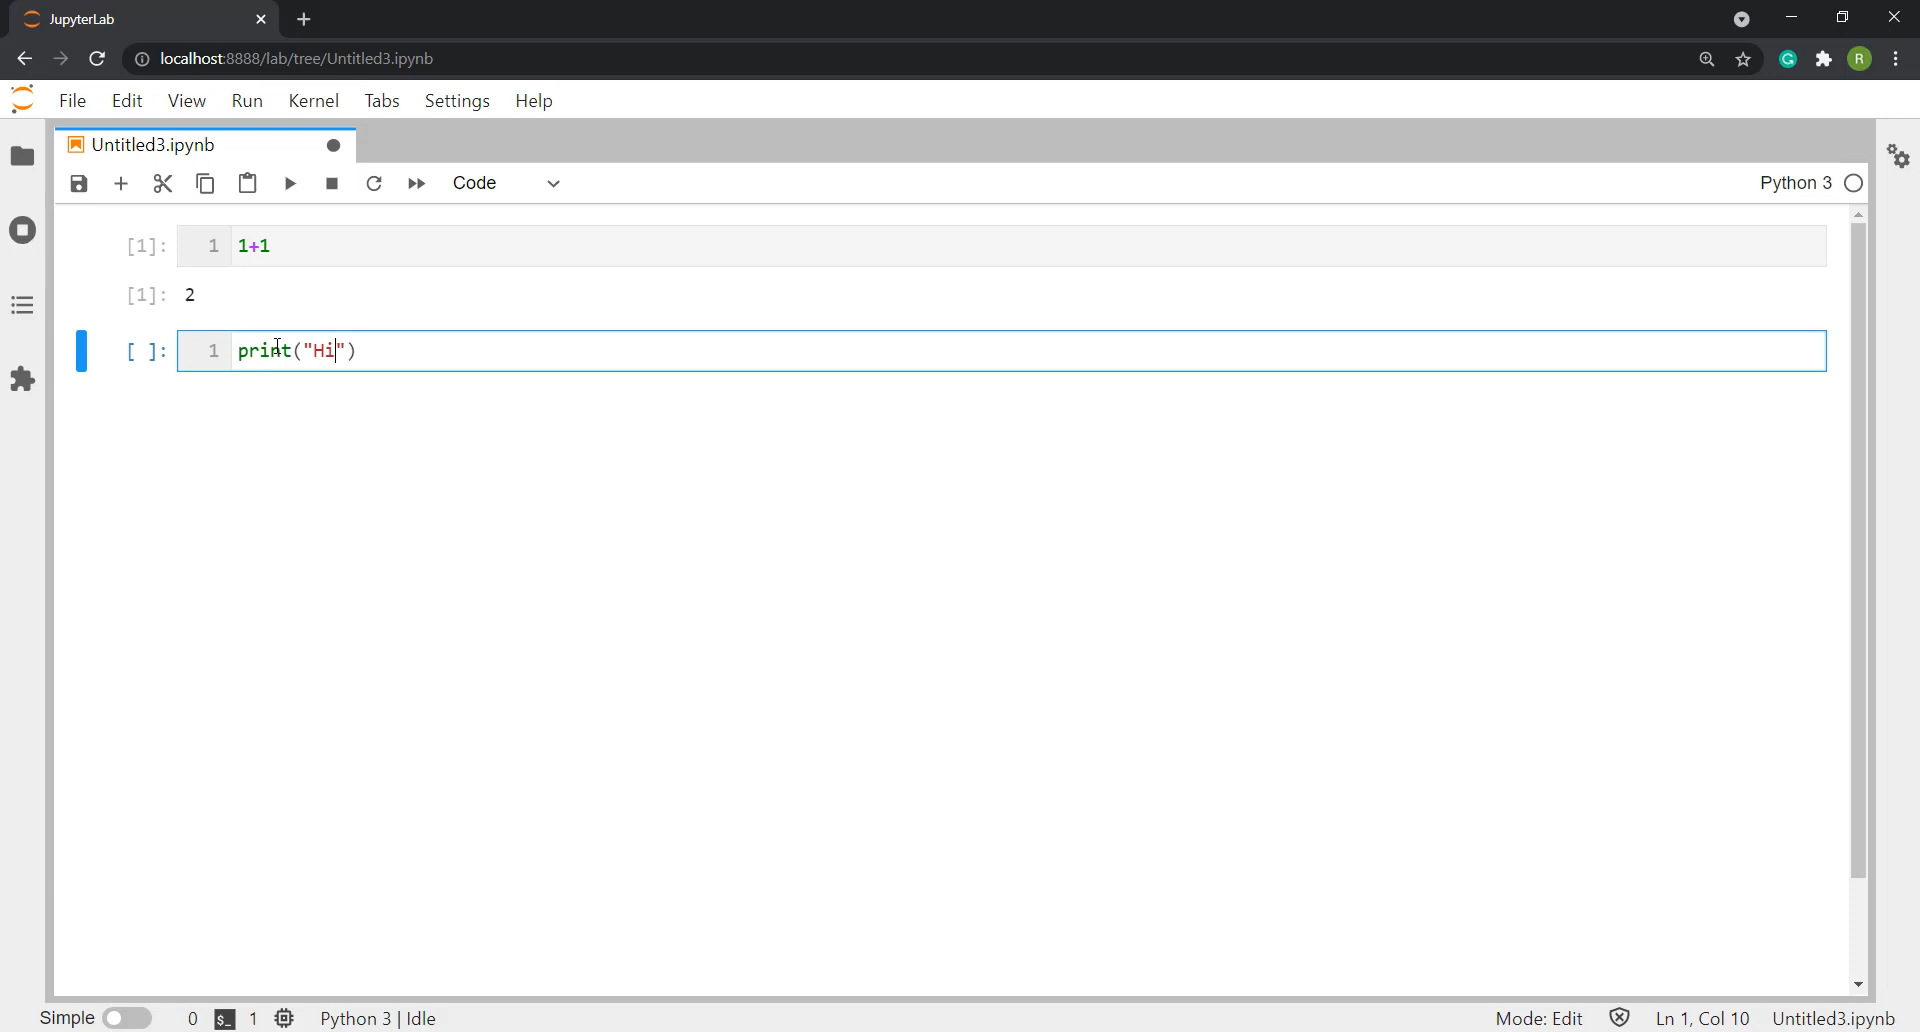 JupyterLab
localhost:8888/lab/tree/Untitled3.ipynb
R
File Edit View Run Kernel Tabs Settings Help
Untitled3.ipynb
Code Python 3
[1]: 1 1+1
[1]: 2
[ ]: 1 print("Hi")
Simple 0 $_ 1 Python 3 | Idle Mode: Edit Ln 1, Col 10 Untitled3.ipynb